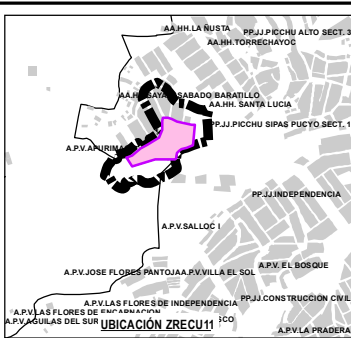 AA.HH.LA ÑUSTA
PP.JJ.PICCHU ALTO SECT. 3
AA.HH.TORRECHAYOC
SABADO BARATILLO
AA.HH. SANTA LUCIA
PP.JJ.PICCHU SIPAS PUCYO SECT. 1
PP.JJ.INDEPENDENCIA
A.P.V.SALLOC I
A.P.V. EL BOSQUE
A.P.V.JOSE FLORES PANTOJA
A.P.V.VILLA EL SOL
A.P.V.LAS FLORES DE INDEPENDENCIA
PP.JJ.CONSTRUCCION CIVIL
A.P.V.LAS FLORES DE ENCARNACION
A.P.V.AGUILAS DEL SUR
UBICACIÓN ZRECU11
A.P.V.LA PRADERA